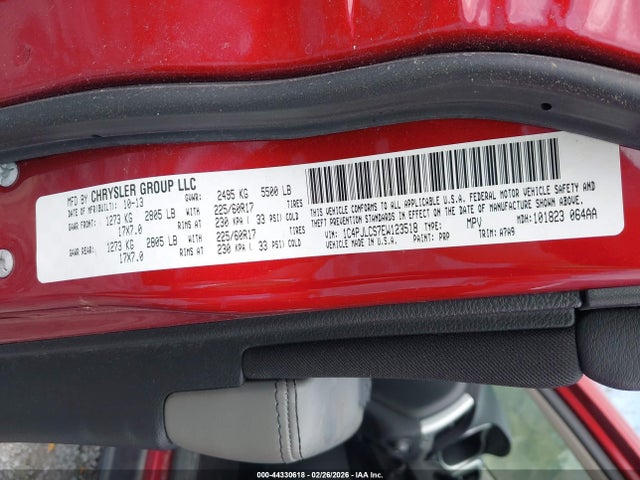 MFD BY CHRYSLER GROUP LLC
DATE OF MFR(BUILT): 10-13 GVWR: 2495 KG 5500 LB
GAWR FRONT: 1273 KG 2805 LB WITH 225/60R17 TIRES
17X7.0 RIMS AT 230 KPA( 33 PSI) COLD
GAWR REAR: 1273 KG 2805 LB WITH 225/60R17 TIRES
17X7.0 RIMS AT 230 KPA( 33 PSI) COLD
THIS VEHICLE CONFORMS TO ALL APPLICABLE U.S.A. FEDERAL MOTOR VEHICLE SAFETY AND
THEFT PREVENTION STANDARDS IN EFFECT ON THE DATE OF MANUFACTURE SHOWN ABOVE.
VIN: 1C4PJLCS7EW123518 TYPE: MPV MDH:101823 064AA
VEHICLE MADE IN U.S.A. PAINT: PRP TRIM: A7A9
000-44330618 - 02/26/2026 - IAAI.COM